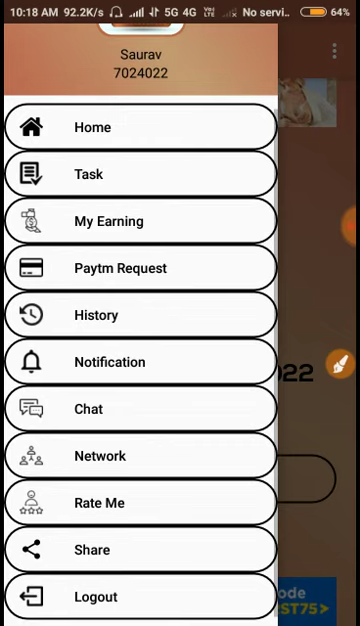 10:18 AM 92.2K/s 5G 4G VoLTE No servi.. 64%
Saurav
7024022
Home
Task
My Earning
Paytm Request
History
Notification
022
Chat
Network
Rate Me
Share
ode
ST75>
Logout